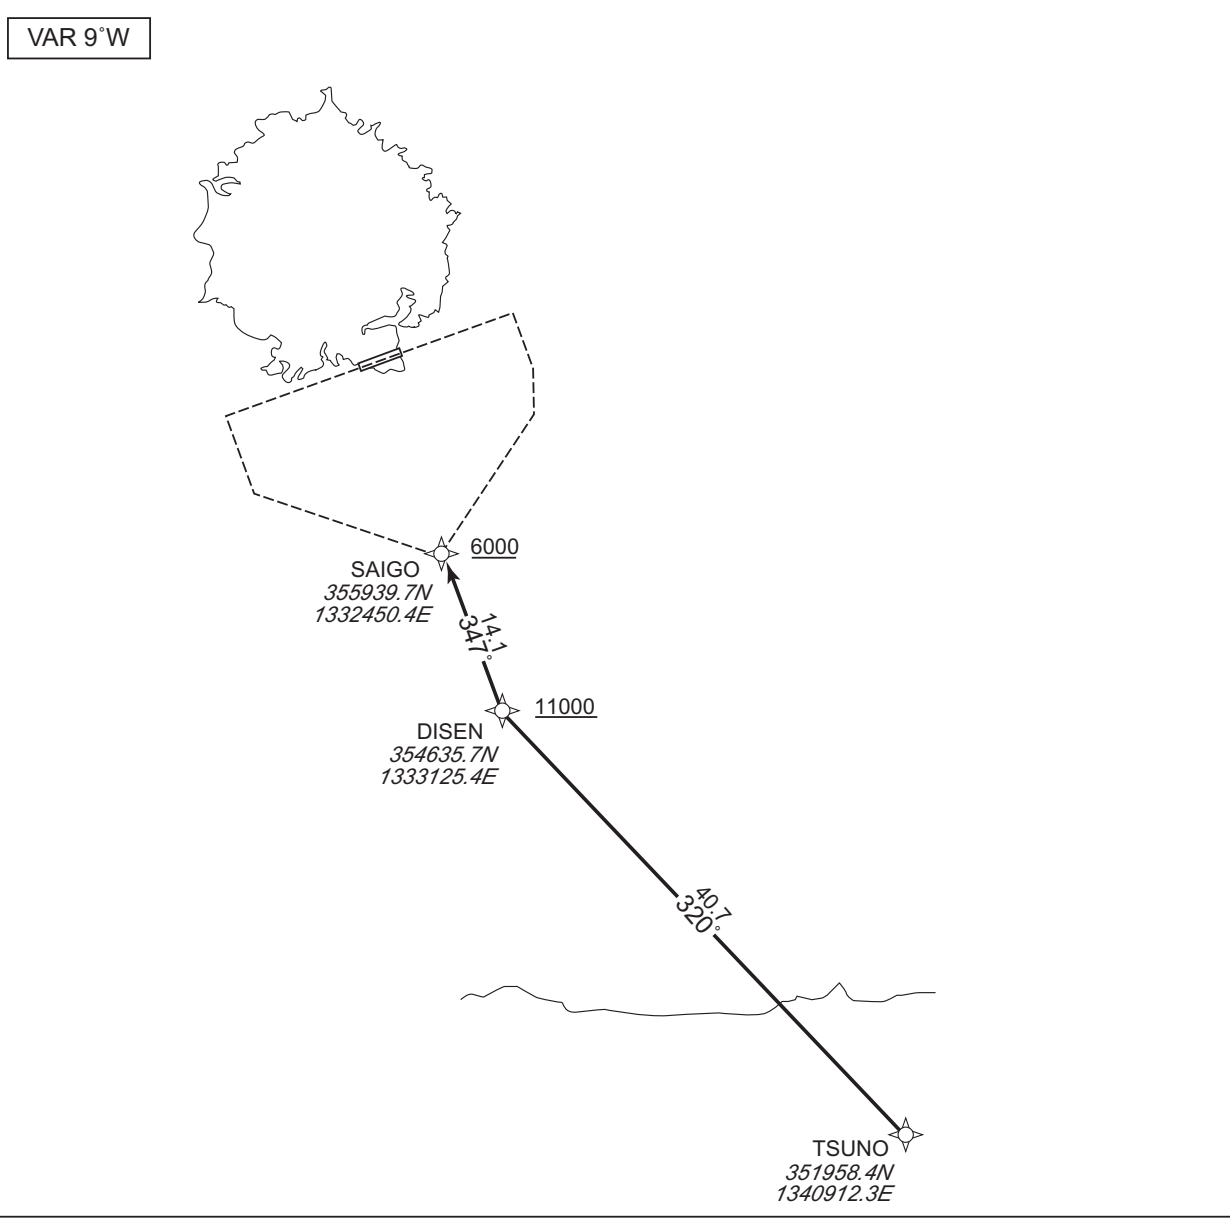 VAR 9˚W
6000
SAIGO
355939.7N
1332450.4E
14.1
347˚
11000
DISEN
354635.7N
1333125.4E
40.7
320˚
TSUNO
351958.4N
1340912.3E